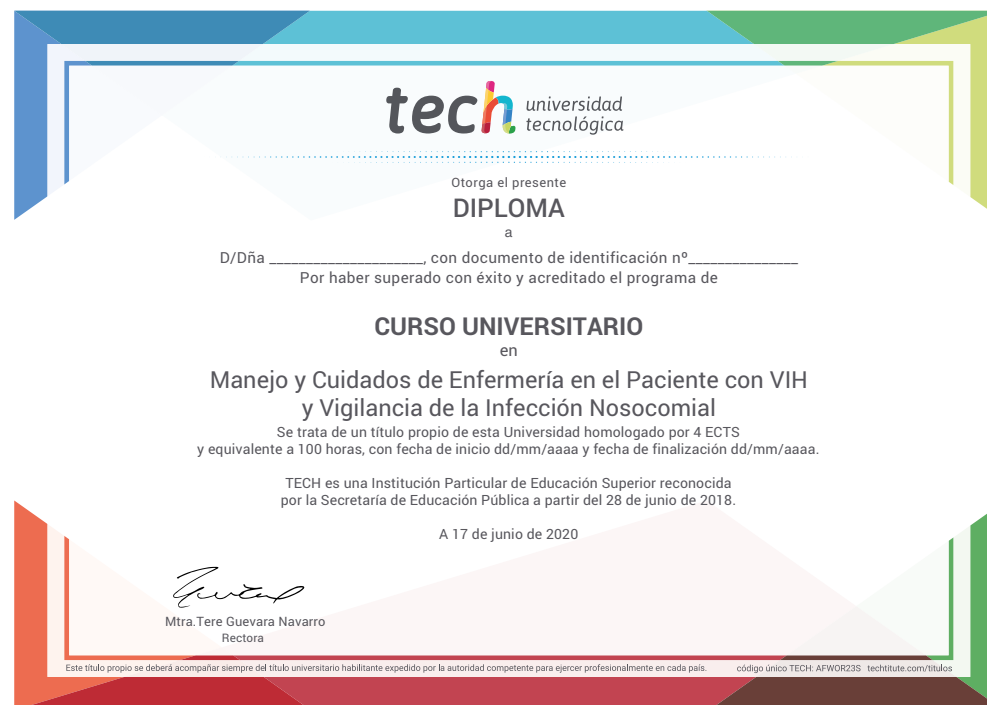 tech universidad
tecnológica
Otorga el presente
DIPLOMA
a
D/Dña _____________________, con documento de identificación nº_______________
Por haber superado con éxito y acreditado el programa de
CURSO UNIVERSITARIO
en
Manejo y Cuidados de Enfermería en el Paciente con VIH
y Vigilancia de la Infección Nosocomial
Se trata de un título propio de esta Universidad homologado por 4 ECTS
y equivalente a 100 horas, con fecha de inicio dd/mm/aaaa y fecha de finalización dd/mm/aaaa.
TECH es una Institución Particular de Educación Superior reconocida
por la Secretaría de Educación Pública a partir del 28 de junio de 2018.
A 17 de junio de 2020
Mtra.Tere Guevara Navarro
Rectora
Este título propio se deberá acompañar siempre del título universitario habilitante expedido por la autoridad competente para ejercer profesionalmente en cada país. código único TECH: AFWOR23S techtitute.com/titulos